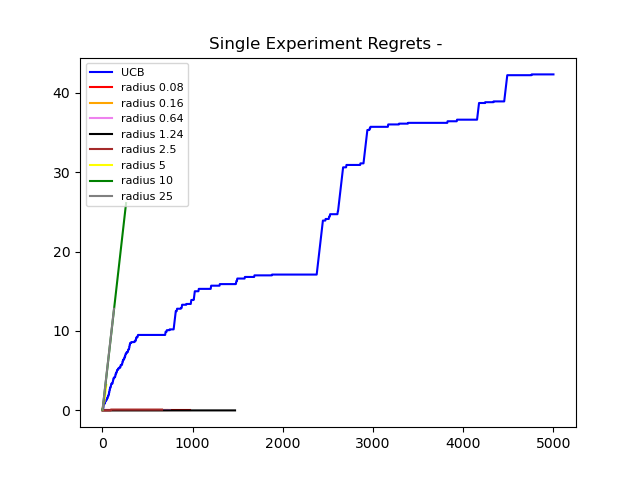 Single Experiment Regrets -
UCB
radius 0.08
radius 0.16
radius 0.64
radius 1.24
radius 2.5
radius 5
radius 10
radius 25
40
30
20
10
0
0 1000 2000 3000 4000 5000